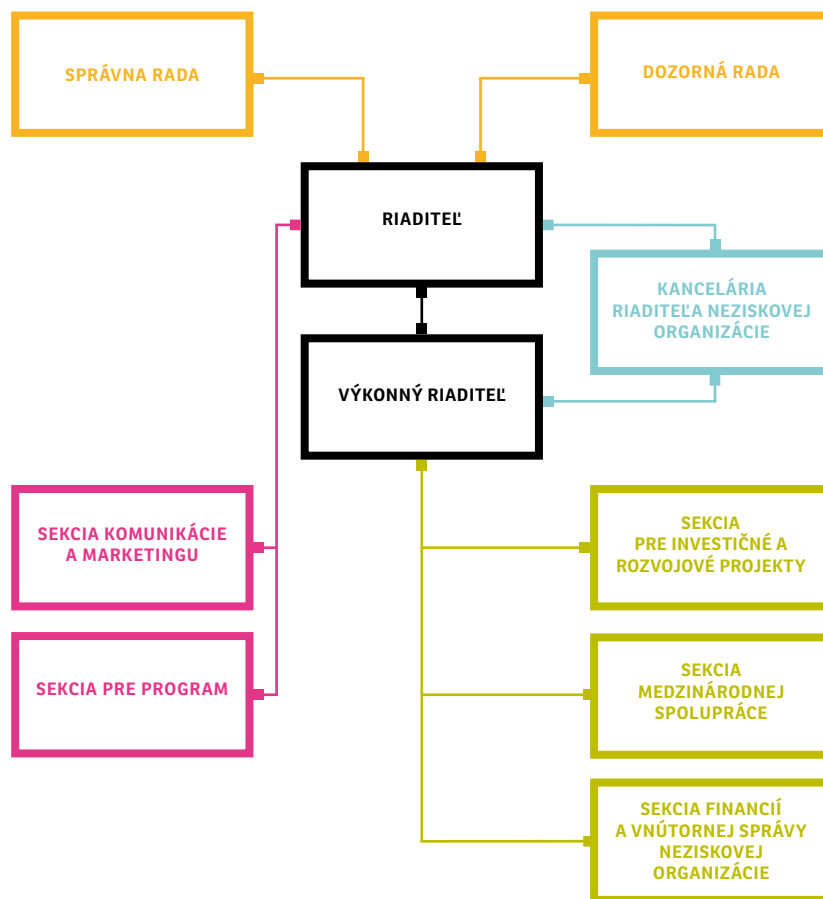 SPRÁVNA RADA
DOZORNÁ RADA
RIADITEĽ
KANCELÁRIA
RIADITEĽA NEZISKOVEJ
ORGANIZÁCIE
VÝKONNÝ RIADITEĽ
SEKCIA KOMUNIKÁCIE
A MARKETINGU
SEKCIA
PRE INVESTIČNÉ A
ROZVOJOVÉ PROJEKTY
SEKCIA PRE PROGRAM
SEKCIA
MEDZINÁRODNEJ
SPOLUPRÁCE
SEKCIA FINANCIÍ
A VNÚTORNEJ SPRÁVY
NEZISKOVEJ
ORGANIZÁCIE